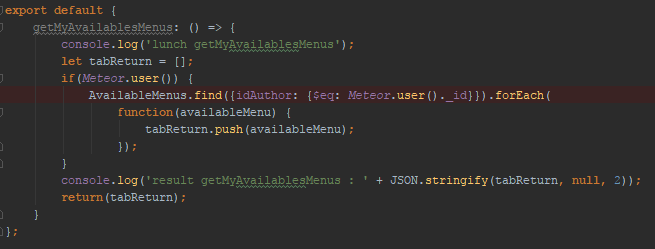 export default {
    getMyAvailablesMenus: () => {
        console.log('lunch getMyAvailablesMenus');
        let tabReturn = [];
        if(Meteor.user()) {
            AvailableMenus.find({idAuthor: {$eq: Meteor.user()._id}}).forEach(
                function(availableMenu) {
                    tabReturn.push(availableMenu);
                });
        }
        console.log('result getMyAvailablesMenus : ' + JSON.stringify(tabReturn, null, 2));
        return(tabReturn);
    }
};